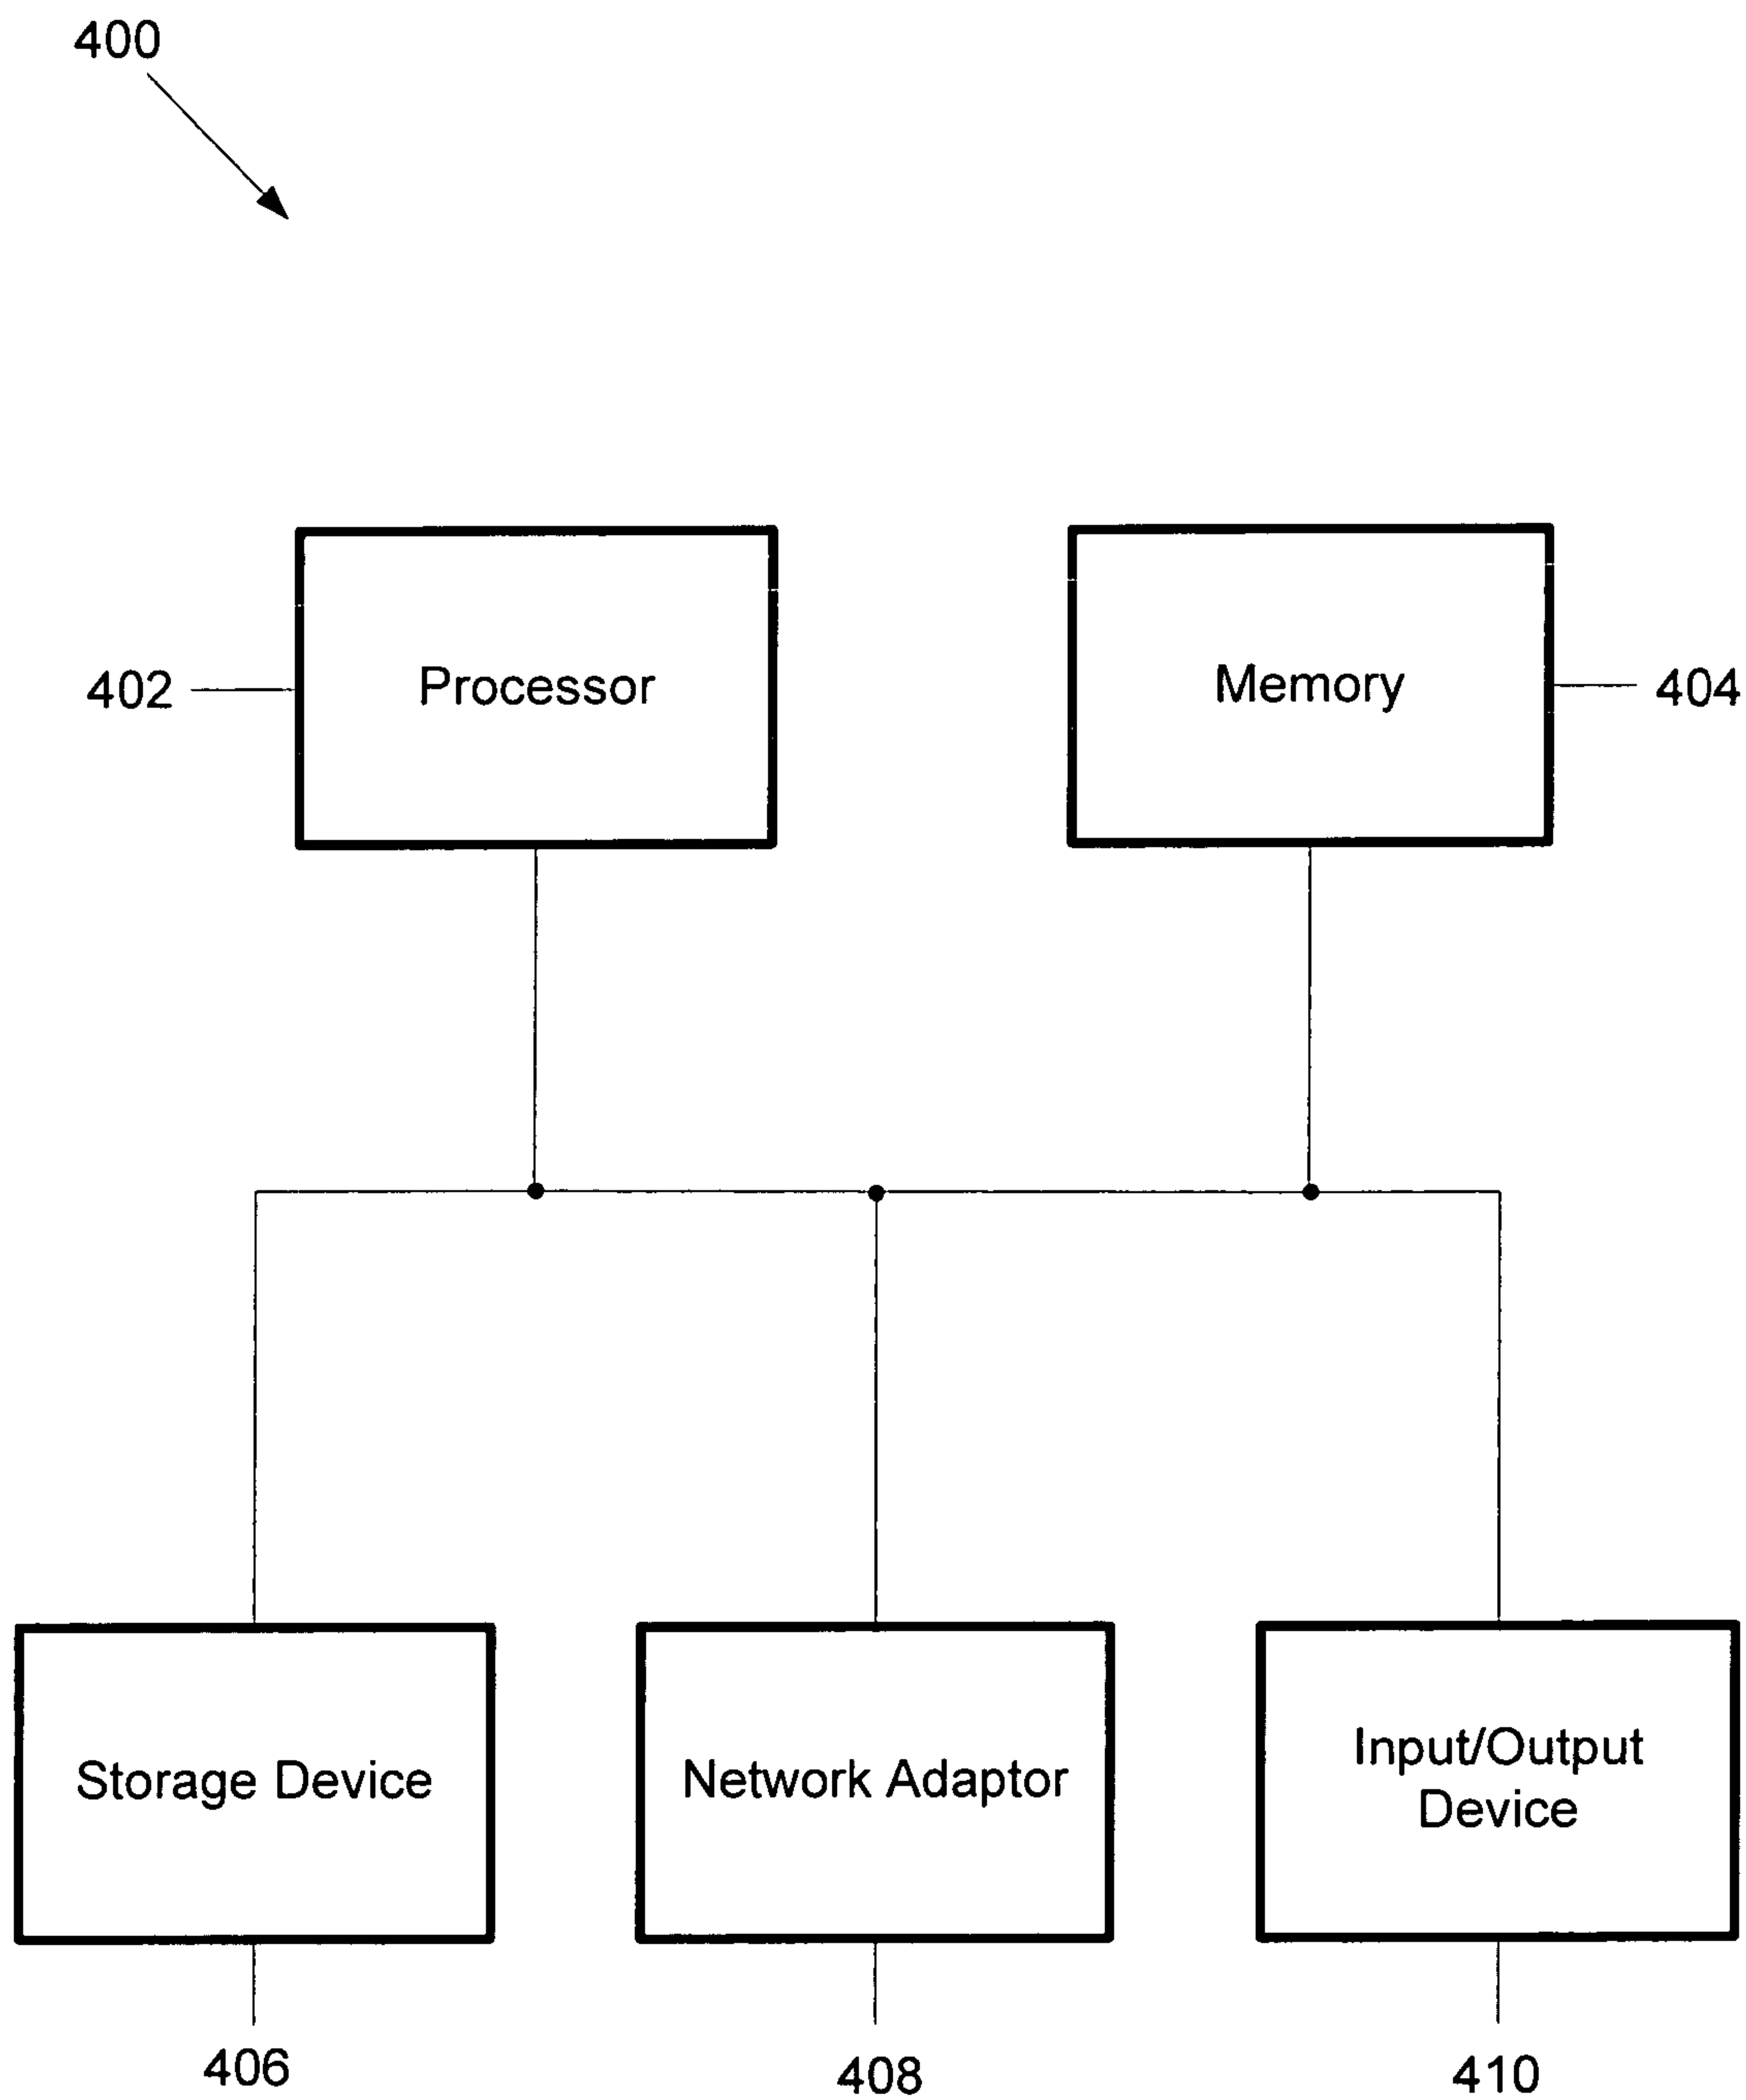 400
402
Processor
Memory
404
Storage Device
Network Adaptor
Input/Output
Device
406
408
410